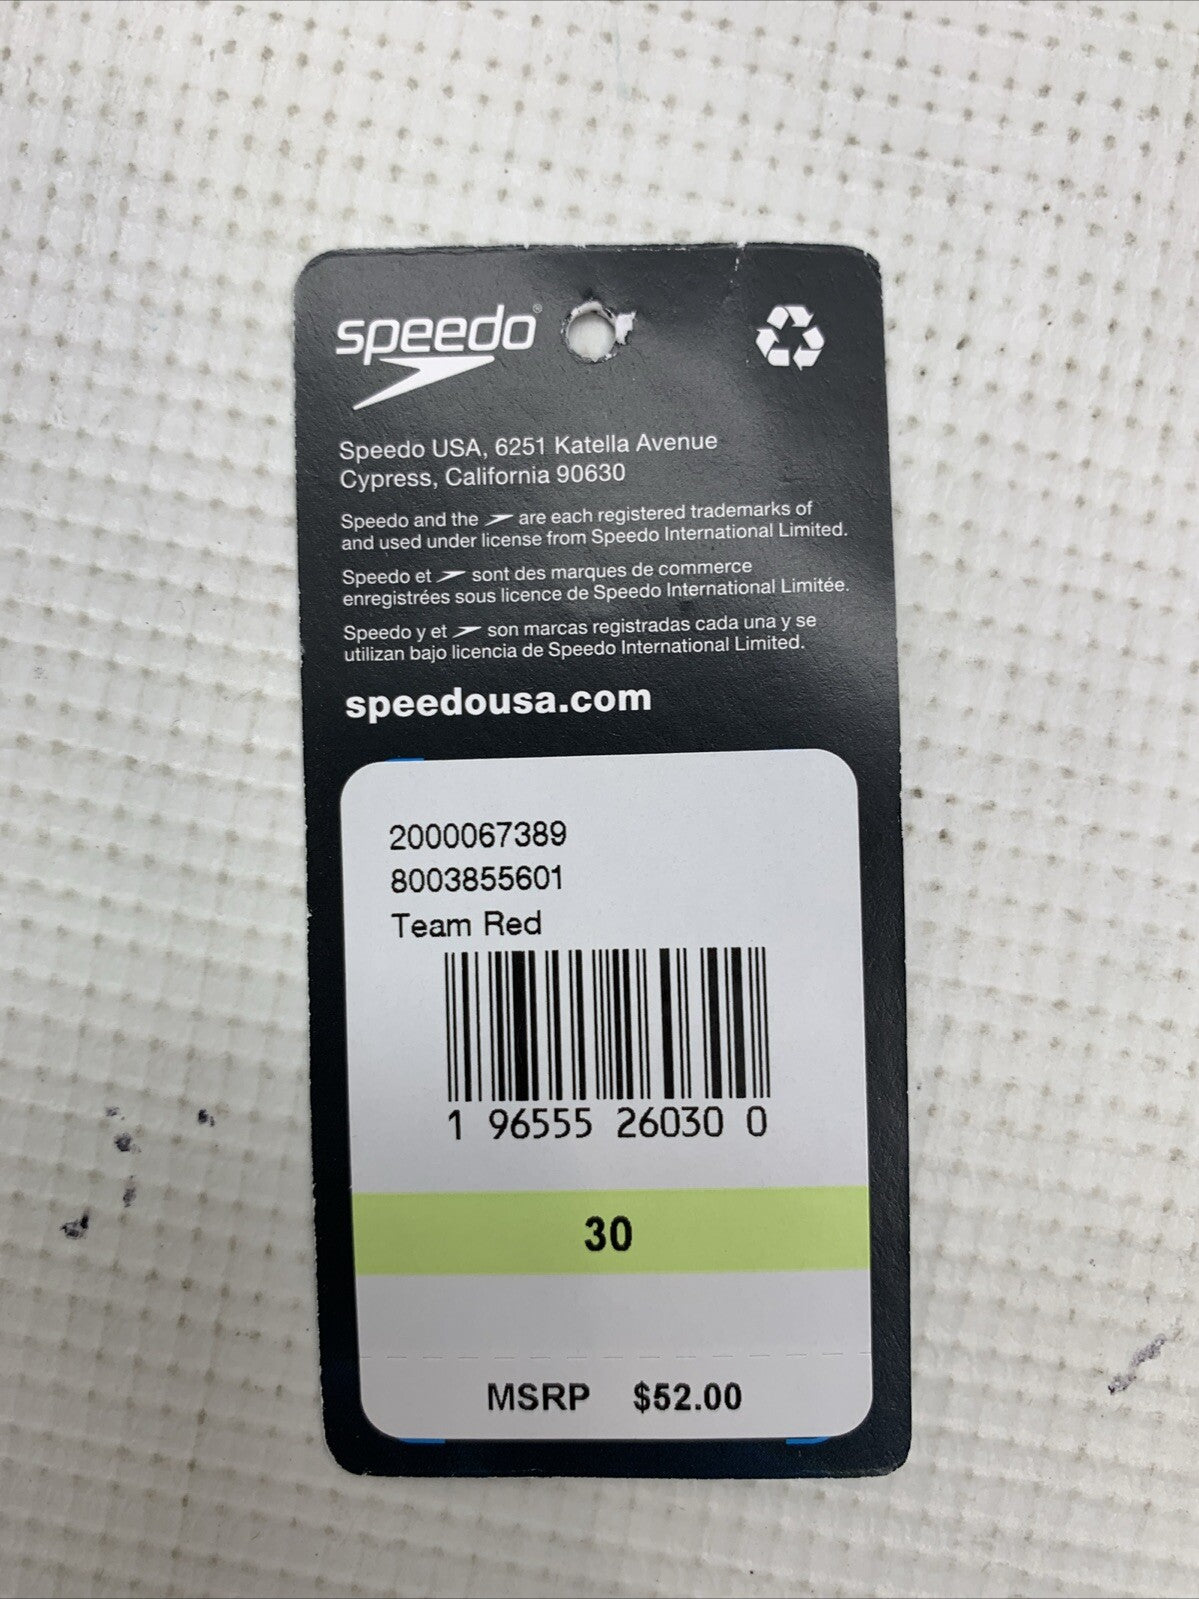 speedo®
Speedo USA, 6251 Katella Avenue
Cypress, California 90630
Speedo and the are each registered trademarks of
and used under license from Speedo International Limited.
Speedo et sont des marques de commerce
enregistrées sous licence de Speedo International Limitée.
Speedo y et son marcas registradas cada una y se
utilizan bajo licencia de Speedo International Limited.
speedousa.com
2000067389
8003855601
Team Red
1 96555 26030 0
30
MSRP $52.00